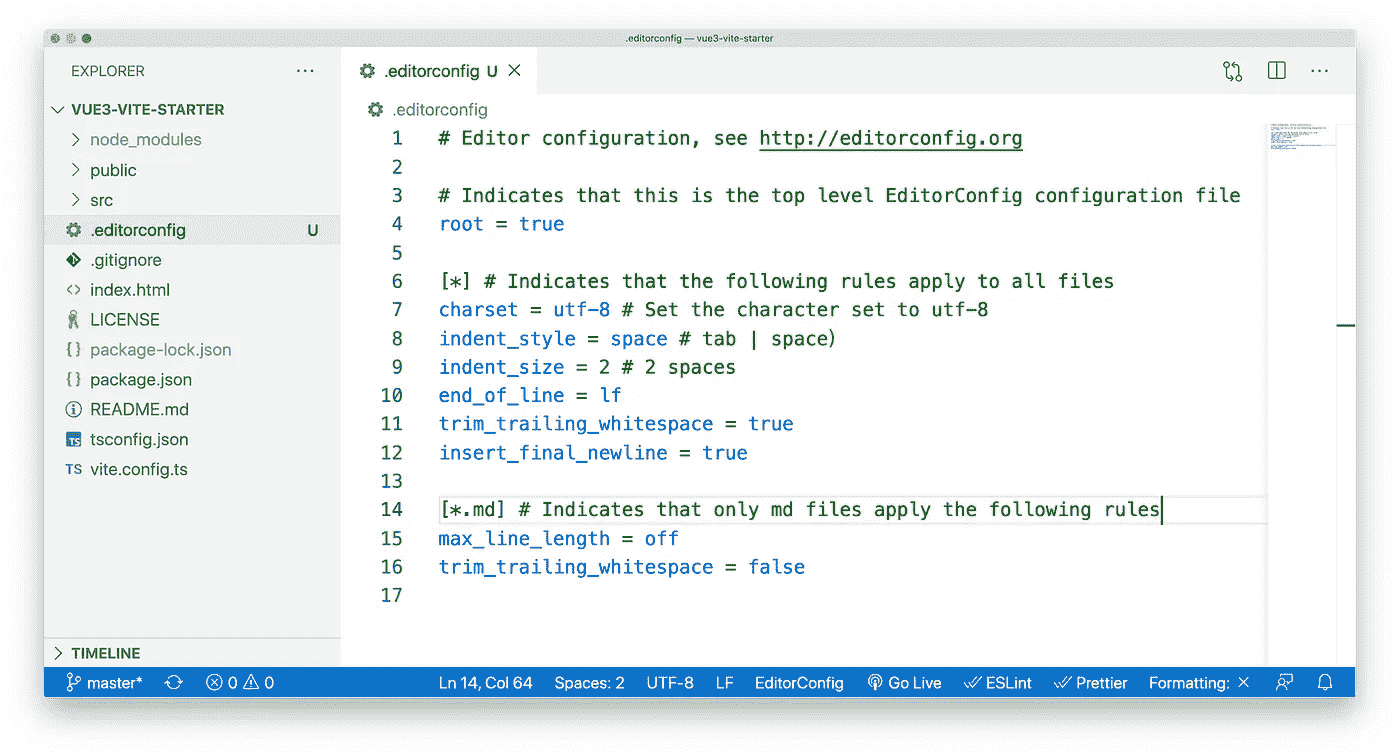 .editorconfig — vue3-vite-starter
EXPLORER
VUE3-VITE-STARTER
node_modules
public
src
.editorconfig U
.gitignore
index.html
LICENSE
{} package-lock.json
{} package.json
README.md
TS tsconfig.json
TS vite.config.ts
TIMELINE
.editorconfig U
.editorconfig
1 # Editor configuration, see http://editorconfig.org
2
3 # Indicates that this is the top level EditorConfig configuration file
4 root = true
5
6 [*] # Indicates that the following rules apply to all files
7 charset = utf-8 # Set the character set to utf-8
8 indent_style = space # tab | space)
9 indent_size = 2 # 2 spaces
10 end_of_line = lf
11 trim_trailing_whitespace = true
12 insert_final_newline = true
13
14 [*.md] # Indicates that only md files apply the following rules
15 max_line_length = off
16 trim_trailing_whitespace = false
17
master* 0 0 Ln 14, Col 64 Spaces: 2 UTF-8 LF EditorConfig Go Live ESLint Prettier Formatting: ×